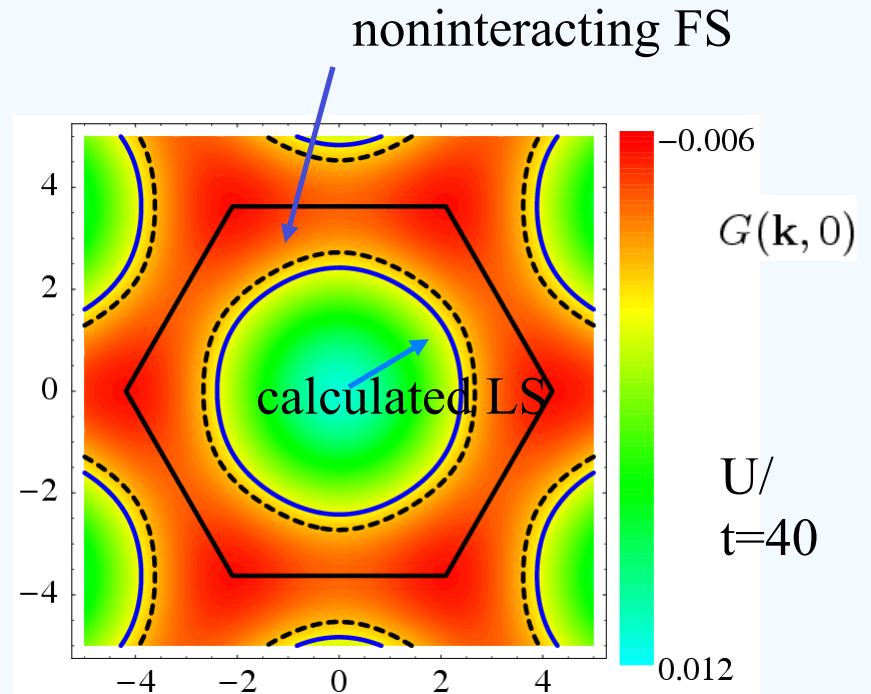 noninteracting FS
−0.006
4
G(k, 0)
2
0
calculated LS
−2
U/
t=40
−4
0.012
−4
−2
0
2
4